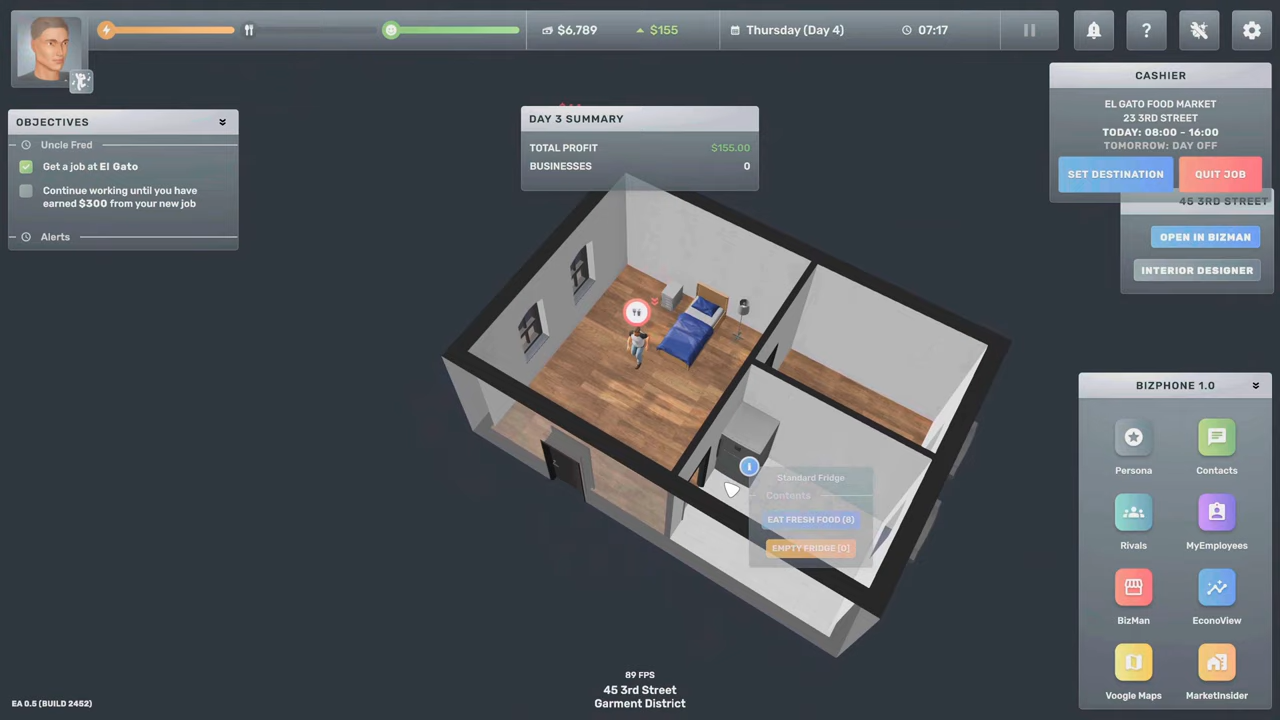 $6,789
$155
Thursday (Day 4)
07:17
OBJECTIVES
Uncle Fred
Get a job at El Gato
Continue working until you have
earned $300 from your new job
Alerts
DAY 3 SUMMARY
TOTAL PROFIT $155.00
BUSINESSES 0
CASHIER
EL GATO FOOD MARKET
23 3RD STREET
TODAY: 08:00 - 16:00
TOMORROW: DAY OFF
SET DESTINATION
QUIT JOB
45 3RD STREET
OPEN IN BIZMAN
INTERIOR DESIGNER
Standard Fridge
Contents
EAT FRESH FOOD (8)
EMPTY FRIDGE [0]
BIZPHONE 1.0
Persona
Contacts
Rivals
MyEmployees
BizMan
EconoView
Voogle Maps
MarketInsider
89 FPS
45 3rd Street
Garment District
EA 0.5 (BUILD 2452)